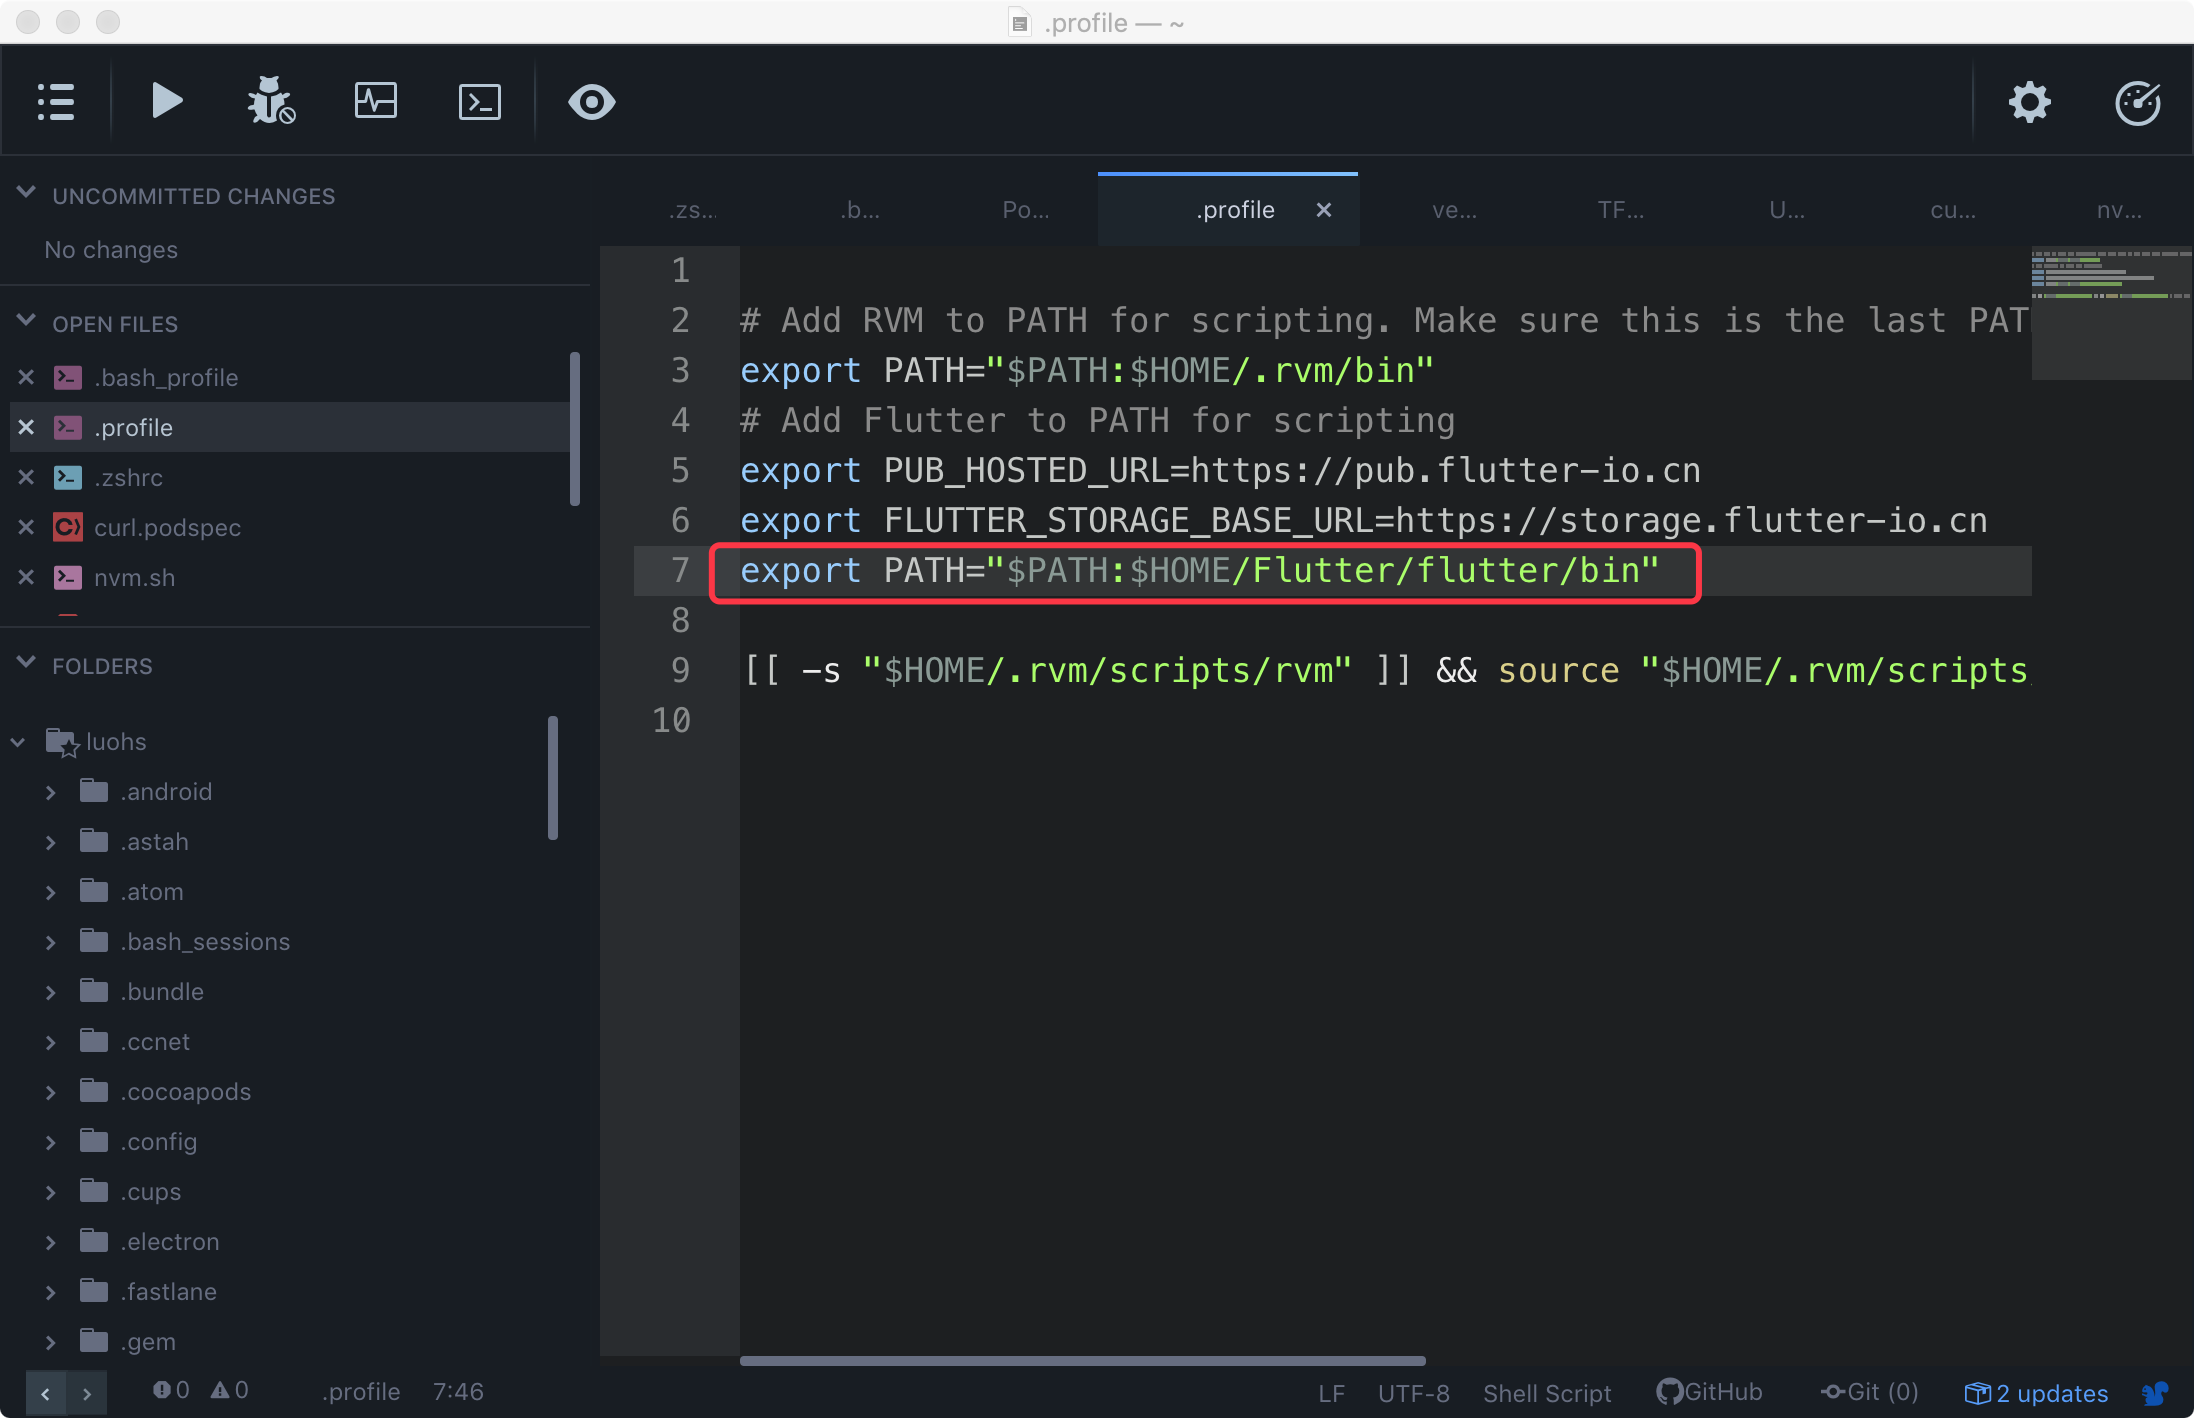 .profile — ~
UNCOMMITTED CHANGES
No changes
OPEN FILES
.bash_profile
.profile
.zshrc
curl.podspec
nvm.sh
FOLDERS
luohs
.android
.astah
.atom
.bash_sessions
.bundle
.ccnet
.cocoapods
.config
.cups
.electron
.fastlane
.gem
.zs... .b... Po... .profile ve... TF... U... cu... nv...
1
2 # Add RVM to PATH for scripting. Make sure this is the last PAT
3 export PATH="$PATH:$HOME/.rvm/bin"
4 # Add Flutter to PATH for scripting
5 export PUB_HOSTED_URL=https://pub.flutter-io.cn
6 export FLUTTER_STORAGE_BASE_URL=https://storage.flutter-io.cn
7 export PATH="$PATH:$HOME/Flutter/flutter/bin"
8
9 [[ -s "$HOME/.rvm/scripts/rvm" ]] && source "$HOME/.rvm/scripts
10
0 0 .profile 7:46 LF UTF-8 Shell Script GitHub Git (0) 2 updates